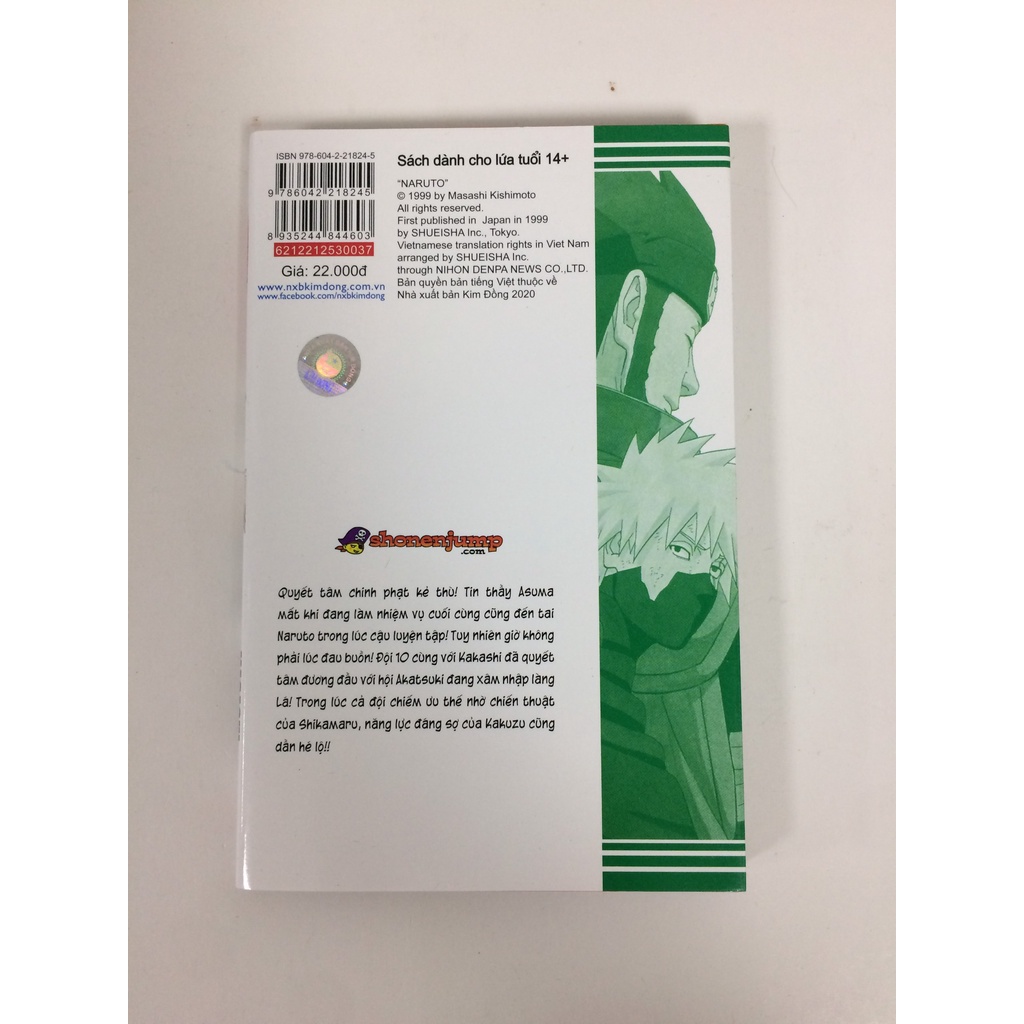 ISBN 978-604-2-21824-5
9 786042 218245
8 935244 844603
6212212530037
Giá: 22.000đ
www.nxbkimdong.com.vn
www.facebook.com/nxbkimdong
Sách dành cho lứa tuổi 14+
“NARUTO”
© 1999 by Masashi Kishimoto
All rights reserved.
First published in Japan in 1999
by SHUEISHA Inc., Tokyo.
Vietnamese translation rights in Viet Nam
arranged by SHUEISHA Inc.
through NIHON DENPA NEWS CO.,LTD.
Bản quyền bản tiếng Việt thuộc về
Nhà xuất bản Kim Đồng 2020
shonenjump
.com
Quyết tâm chinh phạt kẻ thù! Tin thầy Asuma
mất khi đang làm nhiệm vụ cuối cùng cũng đến tai
Naruto trong lúc cậu luyện tập! Tuy nhiên giờ không
phải lúc đau buồn! Đội 10 cùng với Kakashi đã quyết
tâm đương đầu với hội Akatsuki đang xâm nhập làng
Lá! Trong lúc cả đội chiếm ưu thế nhờ chiến thuật
của Shikamaru, năng lực đáng sợ của Kakuzu cũng
dần hé lộ!!